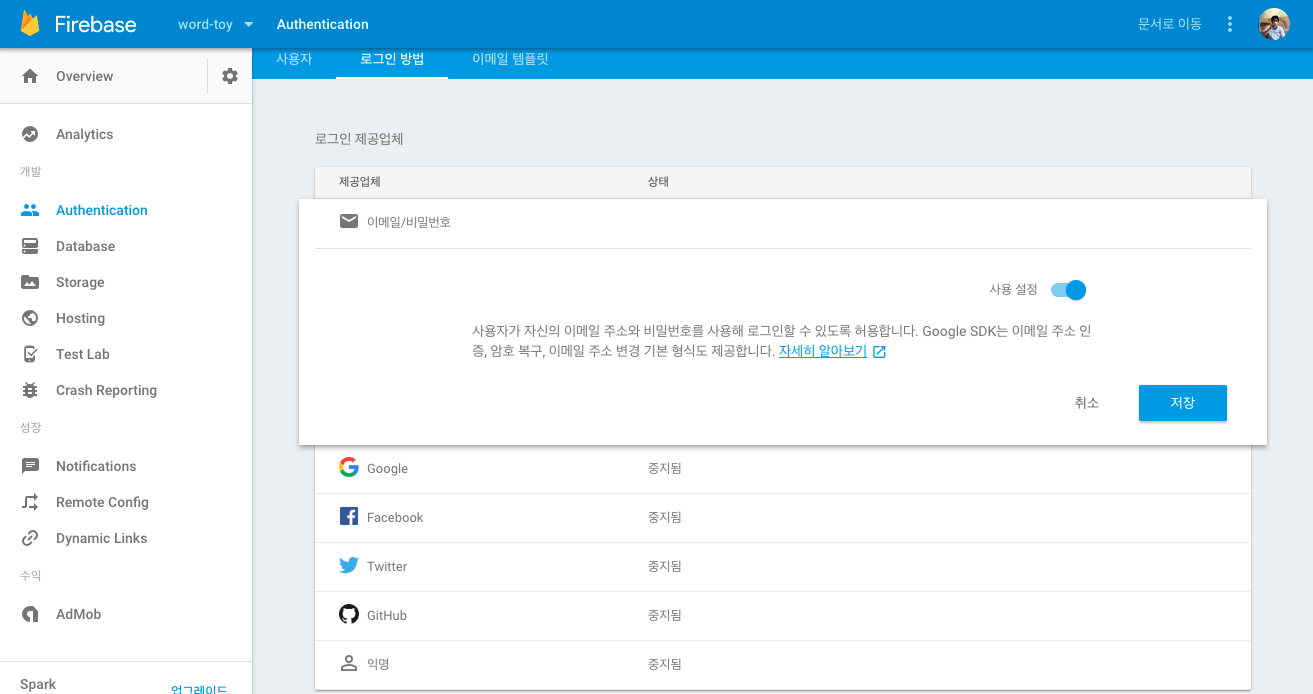 Firebase
word-toy
Authentication
문서로 이동
Overview
사용자
로그인 방법
이메일 템플릿
Analytics
개발
Authentication
Database
Storage
Hosting
Test Lab
Crash Reporting
성장
Notifications
Remote Config
Dynamic Links
수익
AdMob
Spark
업그레이드
로그인 제공업체
제공업체 상태
이메일/비밀번호
사용 설정
사용자가 자신의 이메일 주소와 비밀번호를 사용해 로그인할 수 있도록 허용합니다. Google SDK는 이메일 주소 인
증, 암호 복구, 이메일 주소 변경 기본 형식도 제공합니다. 자세히 알아보기
취소 저장
Google 중지됨
Facebook 중지됨
Twitter 중지됨
GitHub 중지됨
익명 중지됨